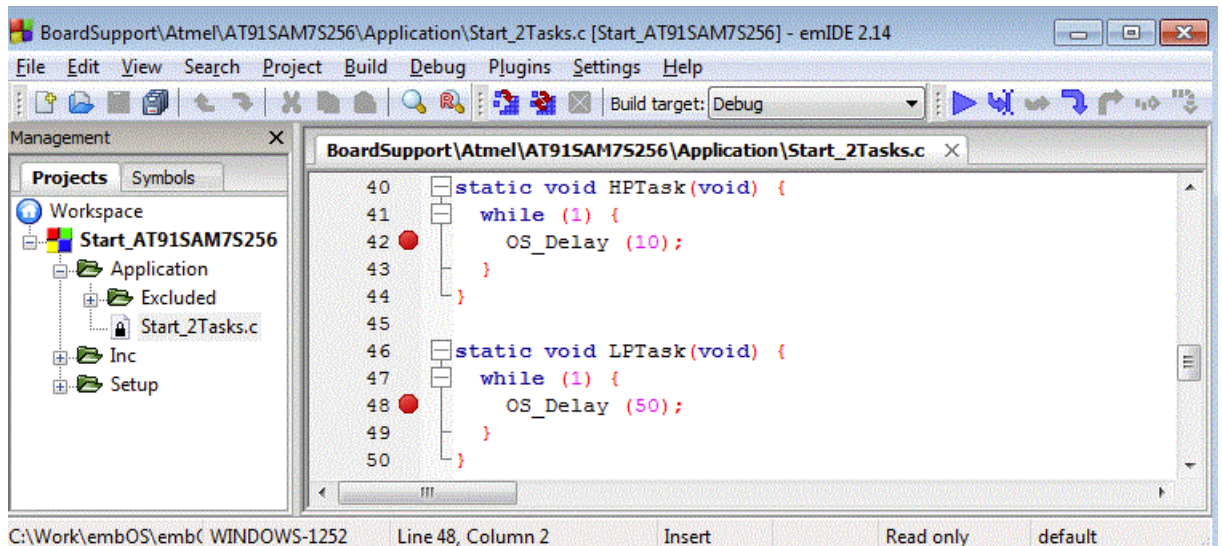 BoardSupport\Atmel\AT91SAM7S256\Application\Start_2Tasks.c [Start_AT91SAM7S256] - emIDE 2.14
File Edit View Search Project Build Debug Plugins Settings Help
Build target: Debug
Management
Projects Symbols
Workspace
Start_AT91SAM7S256
Application
Excluded
Start_2Tasks.c
Inc
Setup
BoardSupport\Atmel\AT91SAM7S256\Application\Start_2Tasks.c
40 static void HPTask(void) {
41 while (1) {
42 OS_Delay (10);
43 }
44 }
45
46 static void LPTask(void) {
47 while (1) {
48 OS_Delay (50);
49 }
50 }
C:\Work\embOS\emb( WINDOWS-1252 Line 48, Column 2 Insert Read only default